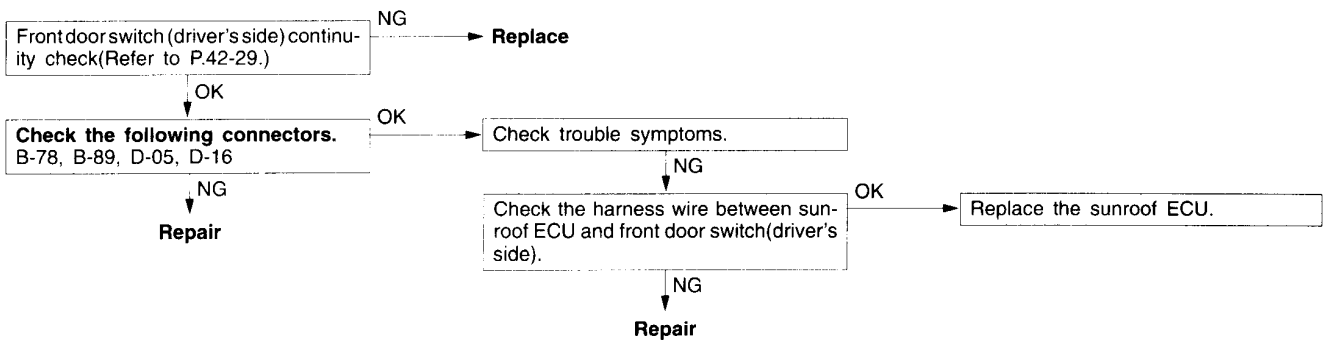 NG
Front door switch (driver's side) continu-
ity check(Refer to P.42-29.)
Replace
OK
Check the following connectors.
B-78, B-89, D-05, D-16
OK
Check trouble symptoms.
NG
Repair
NG
Check the harness wire between sun-
roof ECU and front door switch(driver's
side).
OK
Replace the sunroof ECU.
NG
Repair